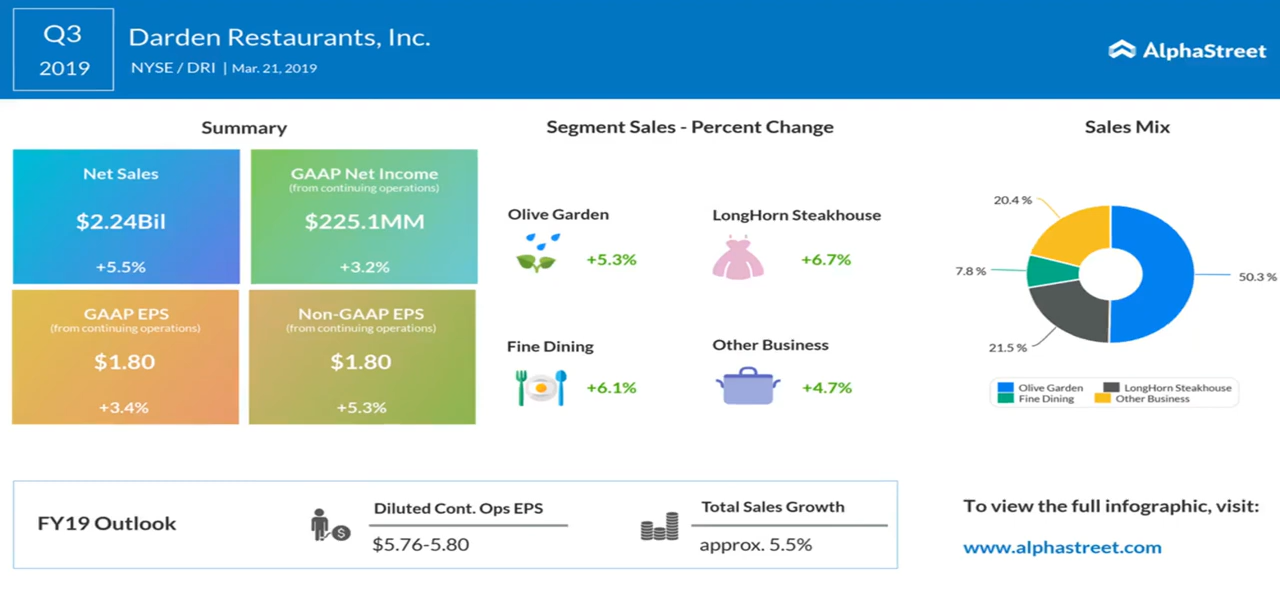 Q3
2019
Darden Restaurants, Inc.
NYSE / DRI | Mar. 21, 2019
AlphaStreet
Summary
Net Sales
$2.24Bil
+5.5%
GAAP Net Income
(from continuing operations)
$225.1MM
+3.2%
GAAP EPS
(from continuing operations)
$1.80
+3.4%
Non-GAAP EPS
(from continuing operations)
$1.80
+5.3%
Segment Sales - Percent Change
Olive Garden
+5.3%
LongHorn Steakhouse
+6.7%
Fine Dining
+6.1%
Other Business
+4.7%
Sales Mix
20.4 %
7.8 %
50.3 %
21.5 %
Olive Garden
LongHorn Steakhouse
Fine Dining
Other Business
FY19 Outlook
Diluted Cont. Ops EPS
$5.76-5.80
Total Sales Growth
approx. 5.5%
To view the full infographic, visit:
www.alphastreet.com